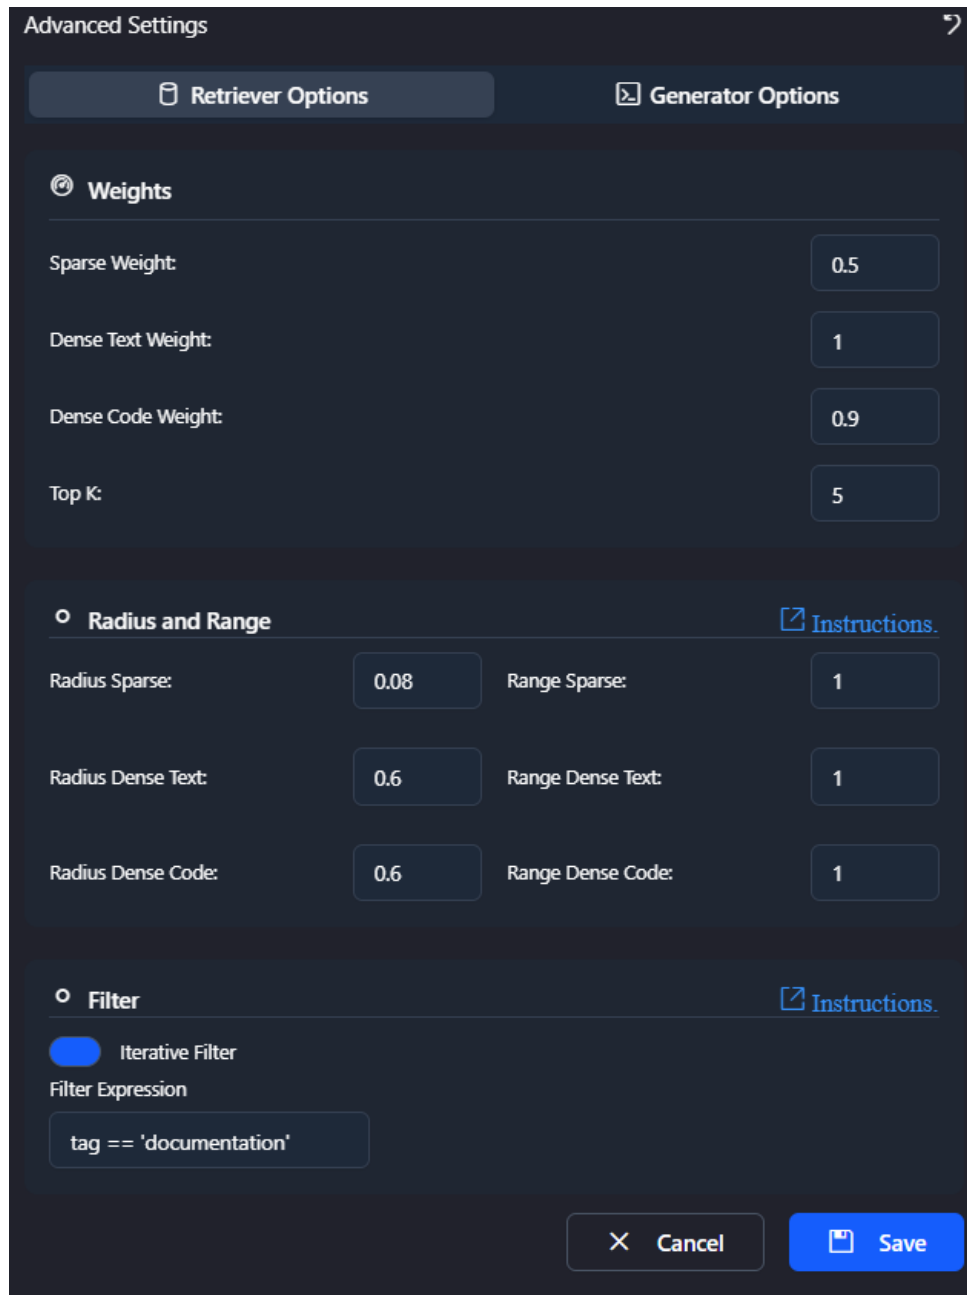 Advanced Settings
Retriever Options Generator Options
Weights
Sparse Weight: 0.5
Dense Text Weight: 1
Dense Code Weight: 0.9
Top K: 5
Radius and Range Instructions.
Radius Sparse: 0.08 Range Sparse: 1
Radius Dense Text: 0.6 Range Dense Text: 1
Radius Dense Code: 0.6 Range Dense Code: 1
Filter Instructions.
Iterative Filter
Filter Expression
tag == 'documentation'
Cancel Save